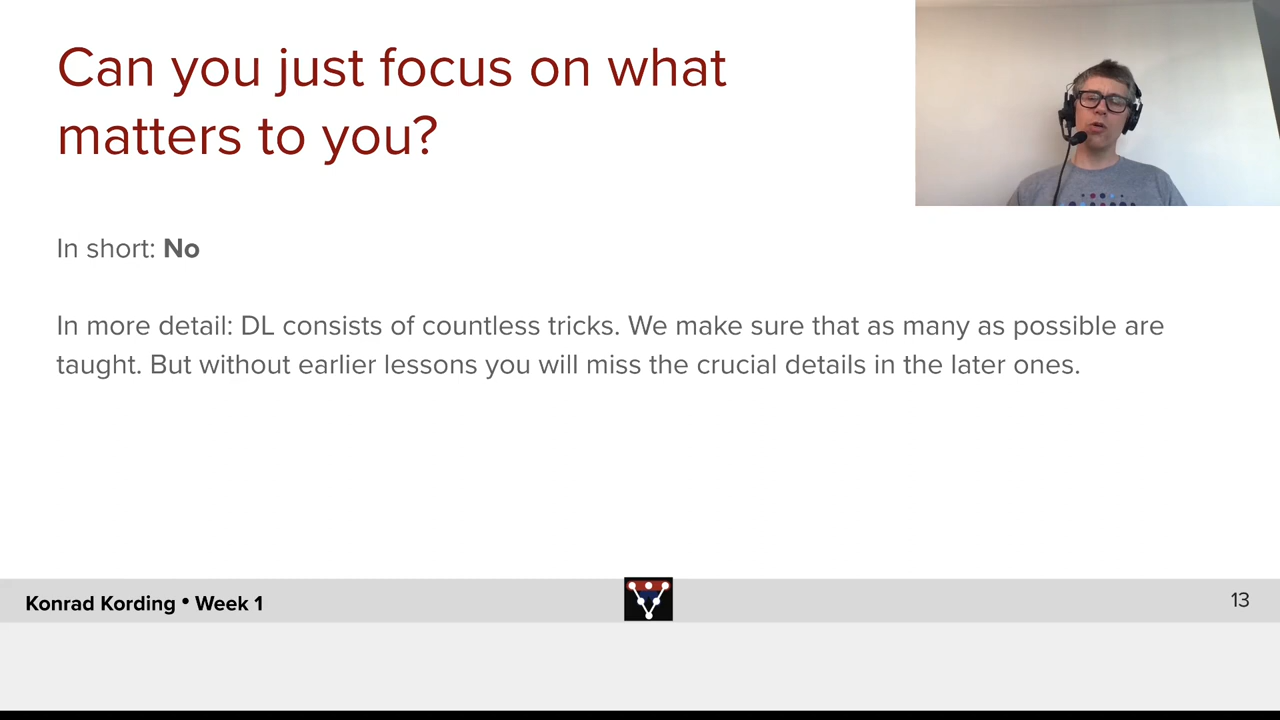 Can you just focus on what
matters to you?
In short: No
In more detail: DL consists of countless tricks. We make sure that as many as possible are
taught. But without earlier lessons you will miss the crucial details in the later ones.
Konrad Kording • Week 1
13